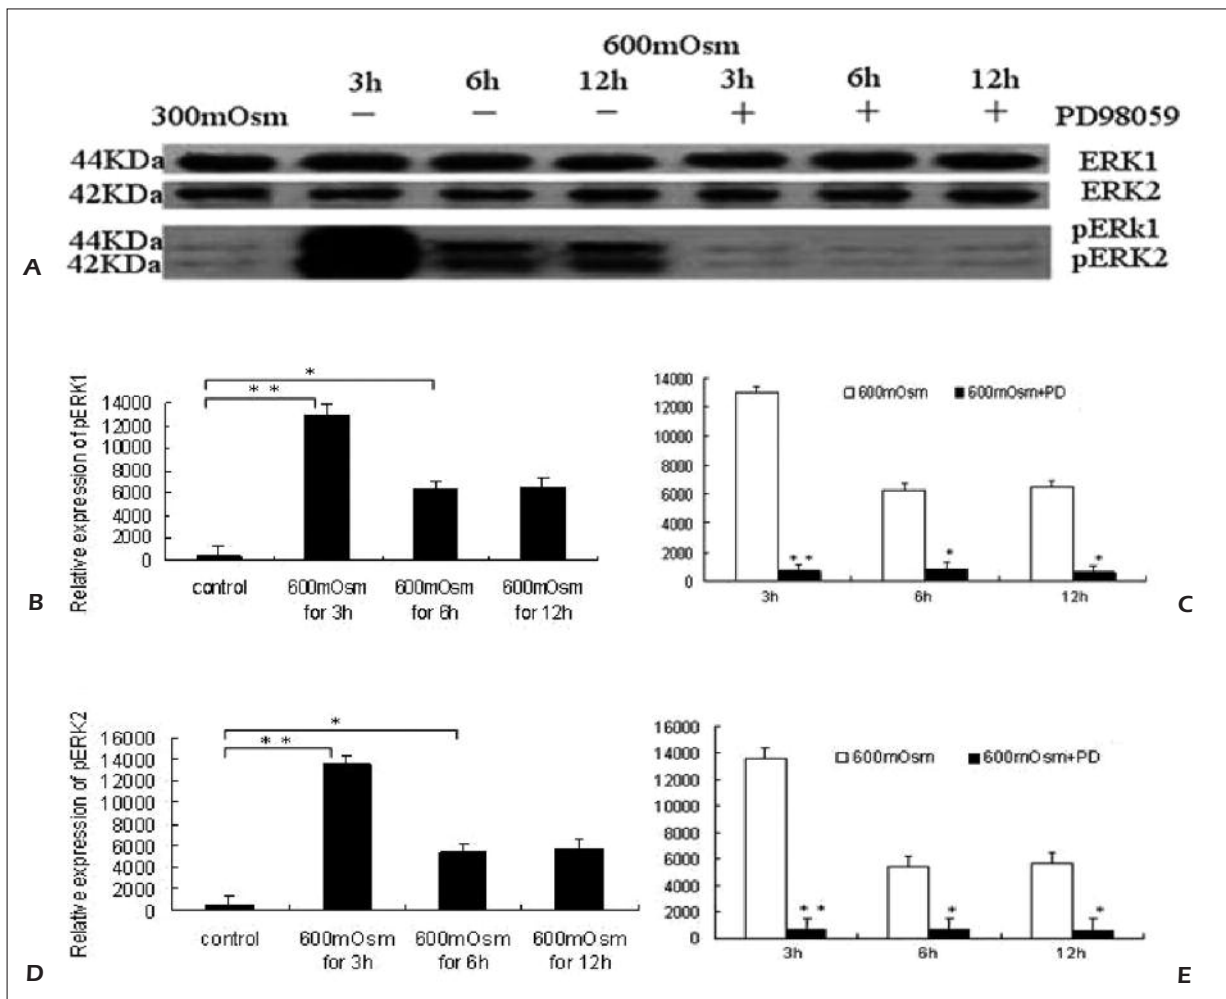 600mOsm
3h 6h 12h 3h 6h 12h
300mOsm − − − + + + PD98059
44KDa ERK1
42KDa ERK2
44KDa pERk1
42KDa pERK2
A
Relative expression of pERK1
14000
12000
10000
8000
6000
4000
2000
0
* *
*
control 600mOsm for 3h 600mOsm for 6h 600mOsm for 12h
B
14000
12000
10000
8000
6000
4000
2000
0
600mOsm 600mOsm+PD
* * * *
3h 6h 12h
C
Relative expression of pERK2
16000
14000
12000
10000
8000
6000
4000
2000
0
*
* *
control 600mOsm for 3h 600mOsm for 6h 600mOsm for 12h
D
16000
14000
12000
10000
8000
6000
4000
2000
0
600mOsm 600mOsm+PD
* * * *
3h 6h 12h
E